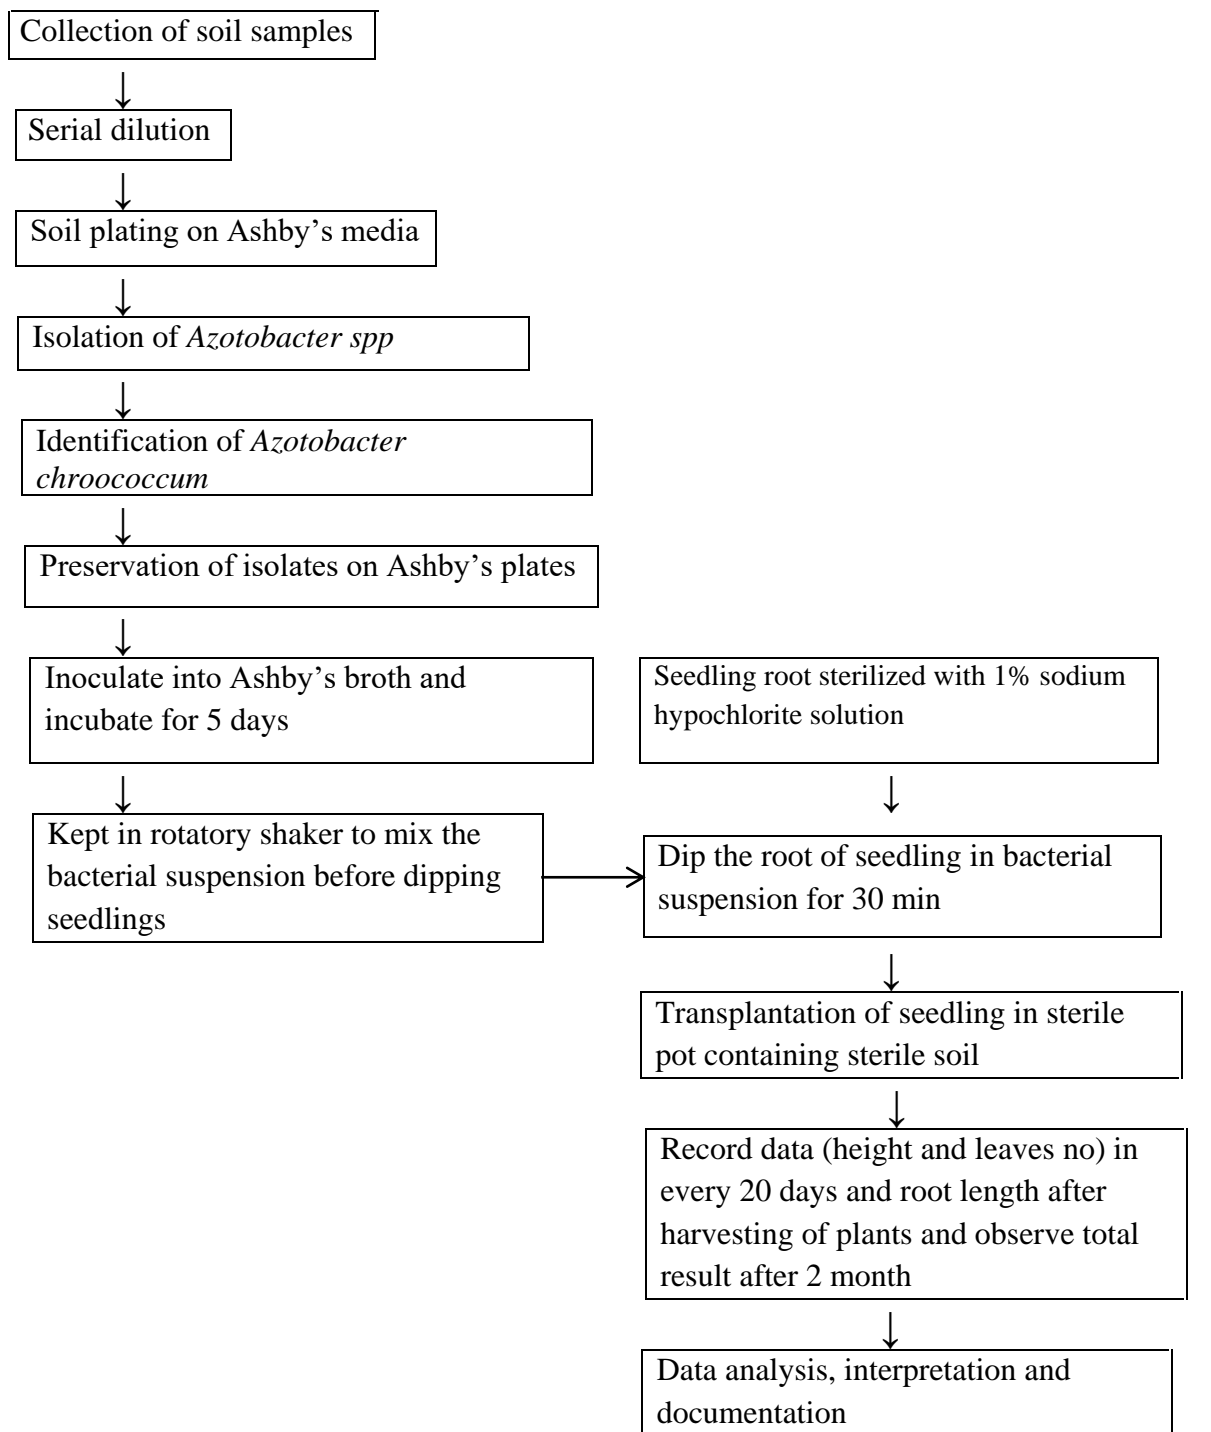 Collection of soil samples
Serial dilution
Soil plating on Ashby’s media
Isolation of Azotobacter spp
Identification of Azotobacter
chroococcum
Preservation of isolates on Ashby’s plates
Inoculate into Ashby’s broth and
incubate for 5 days
Kept in rotatory shaker to mix the
bacterial suspension before dipping
seedlings
Seedling root sterilized with 1% sodium
hypochlorite solution
Dip the root of seedling in bacterial
suspension for 30 min
Transplantation of seedling in sterile
pot containing sterile soil
Record data (height and leaves no) in
every 20 days and root length after
harvesting of plants and observe total
result after 2 month
Data analysis, interpretation and
documentation